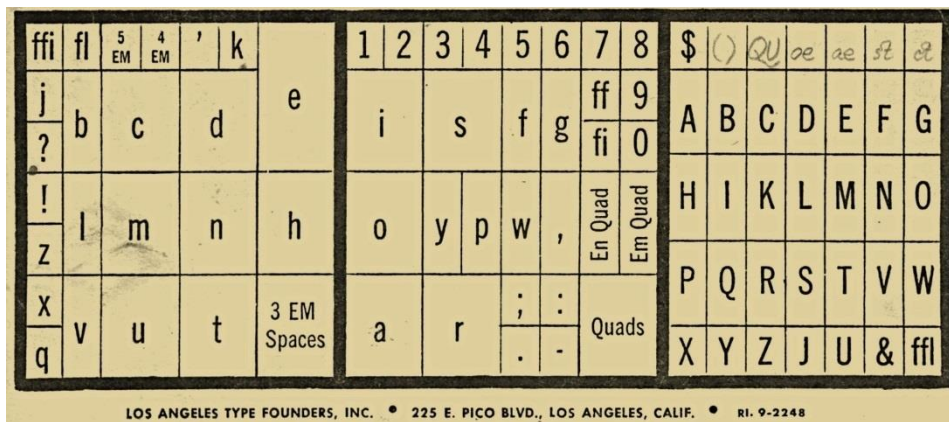 ffi fl 5 EM 4 EM ’ k 1 2 3 4 5 6 7 8 $ () QU oe ae st ct
j b c d e i s f g ff 9 A B C D E F G
? fi 0
! l m n h o y p w , En Quad Em Quad H I K L M N O
z
x v u t 3 EM Spaces a r ; : Quads P Q R S T V W
q . - X Y Z J U & ffl
LOS ANGELES TYPE FOUNDERS, INC. • 225 E. PICO BLVD., LOS ANGELES, CALIF. • RI. 9-2248